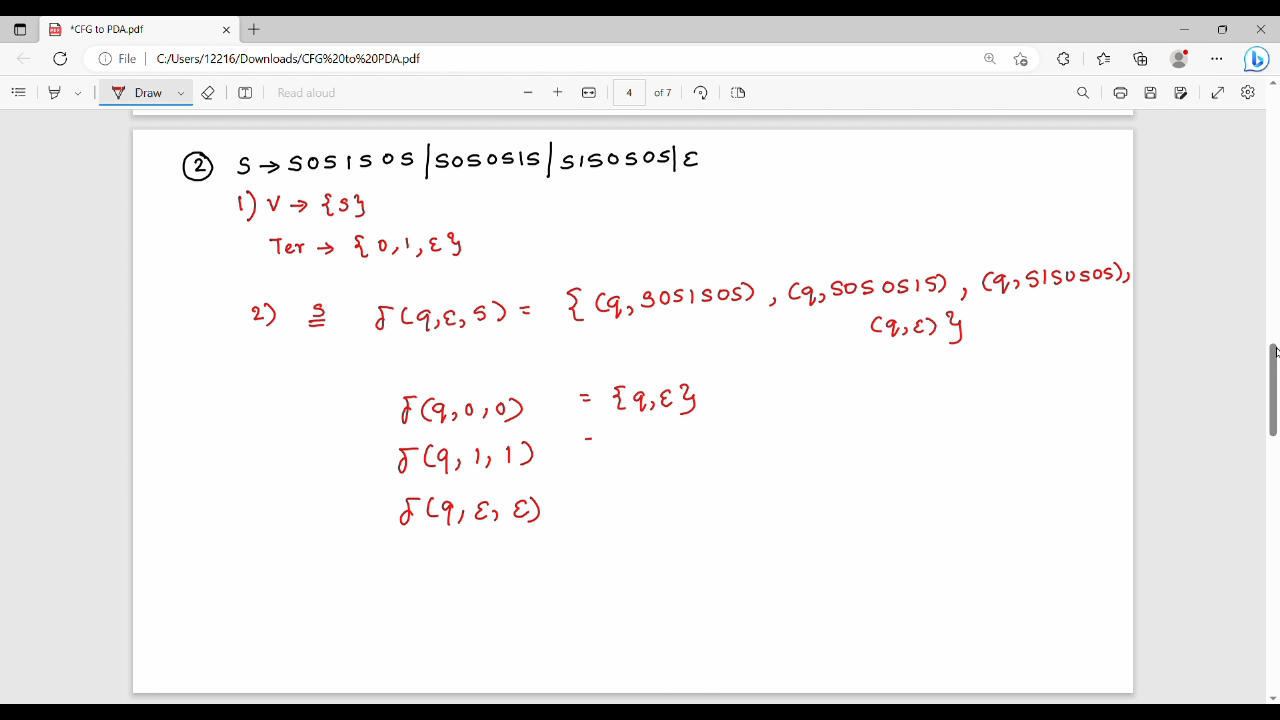 *CFG to PDA.pdf
File C:/Users/12216/Downloads/CFG%20to%20PDA.pdf
Draw Read aloud 4 of 7
② S → S0S1S0S | S0S0S1S | S1S0S0S | ε
1) V → {S}
Ter → {0, 1, ε}
2) S δ(q, ε, S) = {(q, S0S1S0S), (q, S0S0S1S), (q, S1S0S0S),
(q, ε)}
δ(q, 0, 0) = {q, ε}
δ(q, 1, 1) =
δ(q, ε, ε)